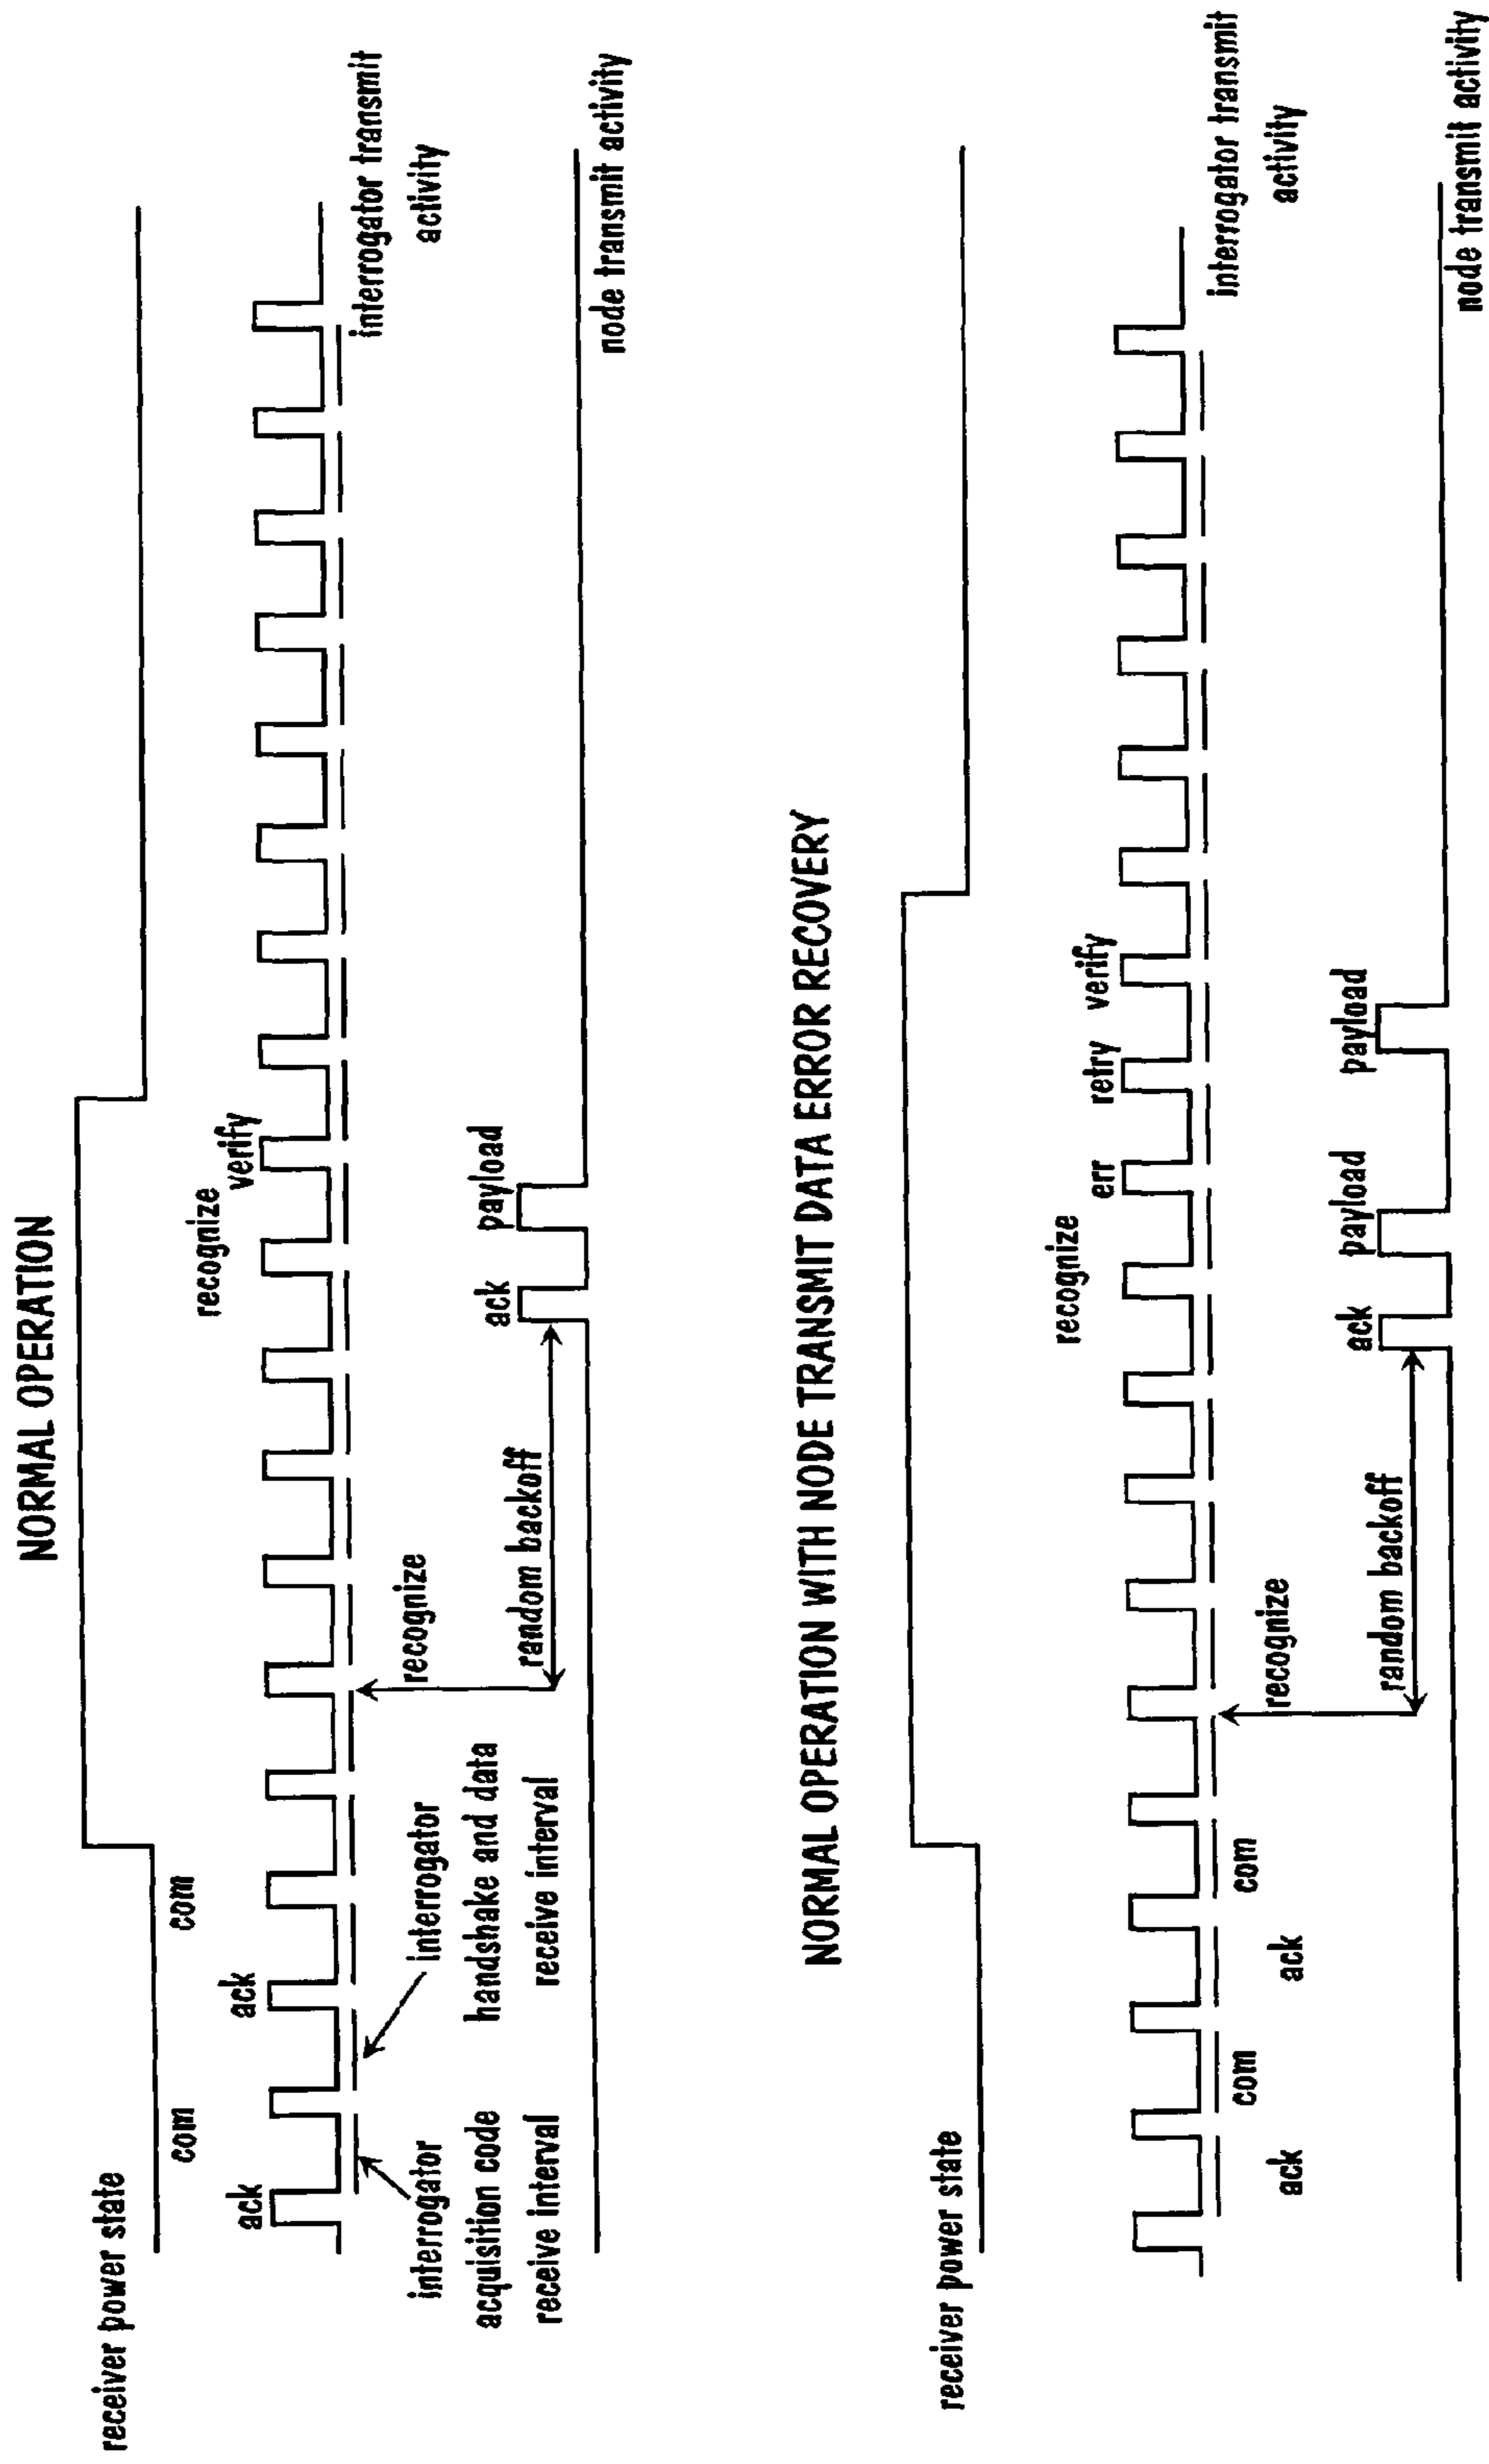 NORMAL OPERATION
receiver power state
com
com
ack
ack
recognize
verify
interrogator transmit
activity
interrogator
acquisition code
receive interval
interrogator
handshake and data
receive interval
recognize
random backoff
ack
payload
node transmit activity
NORMAL OPERATION WITH NODE TRANSMIT DATA ERROR RECOVERY
receiver power state
recognize
err
retry
verify
interrogator transmit
activity
com
com
ack
ack
recognize
random backoff
ack
payload
payload
node transmit activity